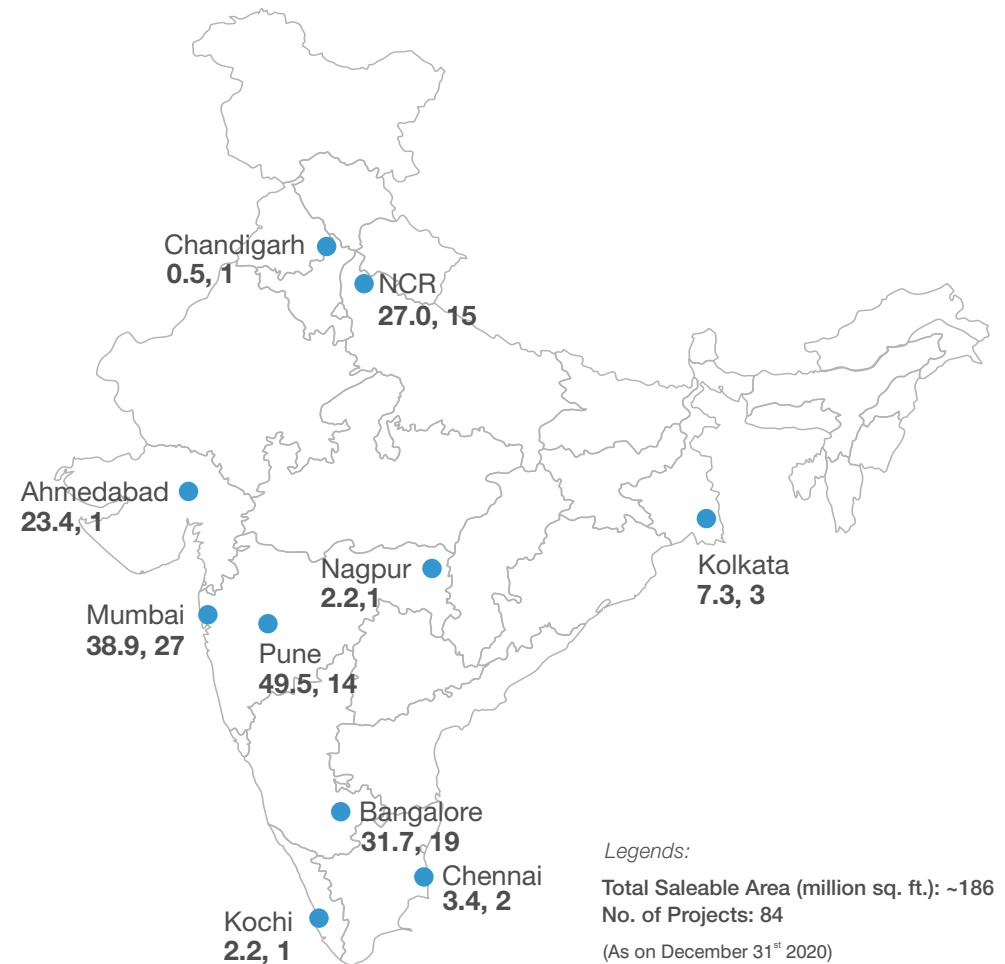 Chandigarh
0.5, 1
NCR
27.0, 15
Ahmedabad
23.4, 1
Nagpur
2.2,1
Kolkata
7.3, 3
Mumbai
38.9, 27
Pune
49.5, 14
Bangalore
31.7, 19
Chennai
3.4, 2
Kochi
2.2, 1
Legends:
Total Saleable Area (million sq. ft.): ~186
No. of Projects: 84
(As on December 31st 2020)